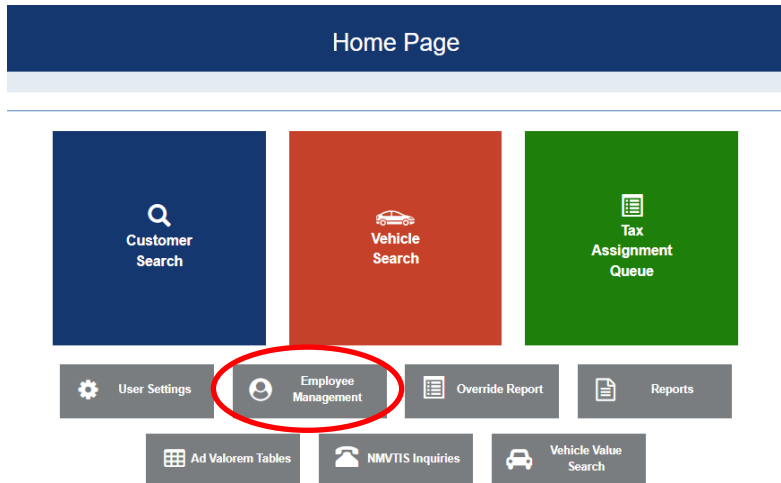 Home Page
Customer
Search
Vehicle
Search
Tax
Assignment
Queue
User Settings
Employee
Management
Override Report
Reports
Ad Valorem Tables
NMVTIS Inquiries
Vehicle Value
Search